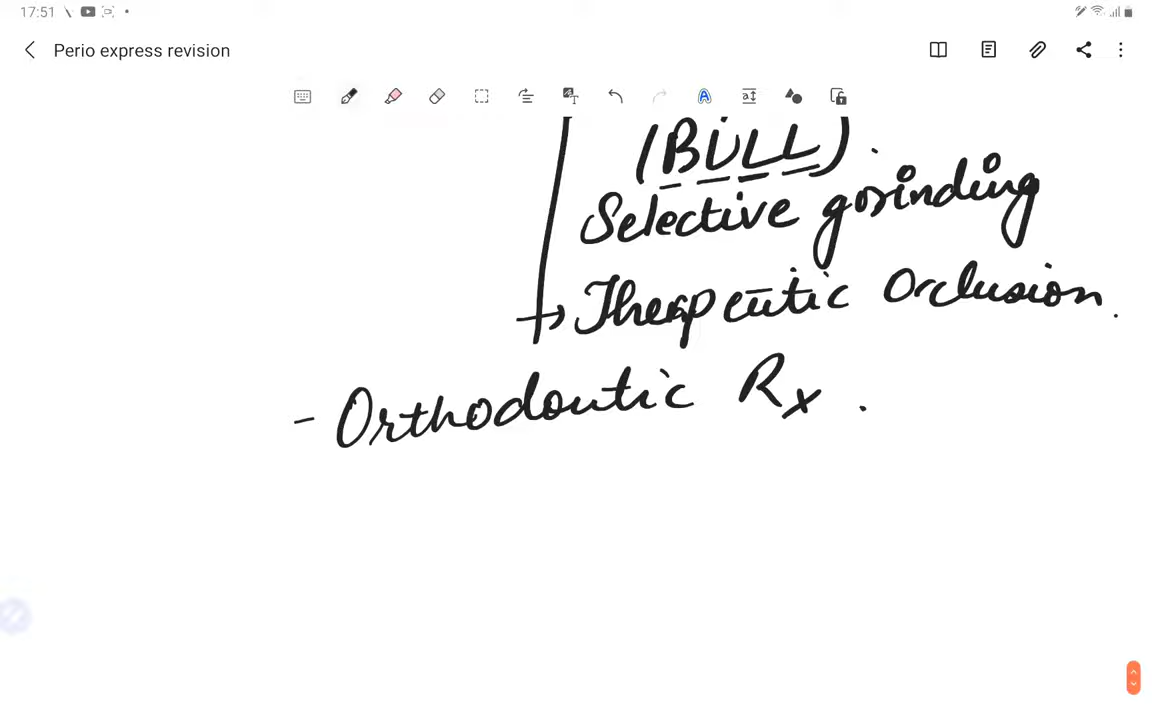 17:51
Perio express revision
(BULL).
Selective grinding
→ Therapeutic Occlusion.
- Orthodontic Rx.